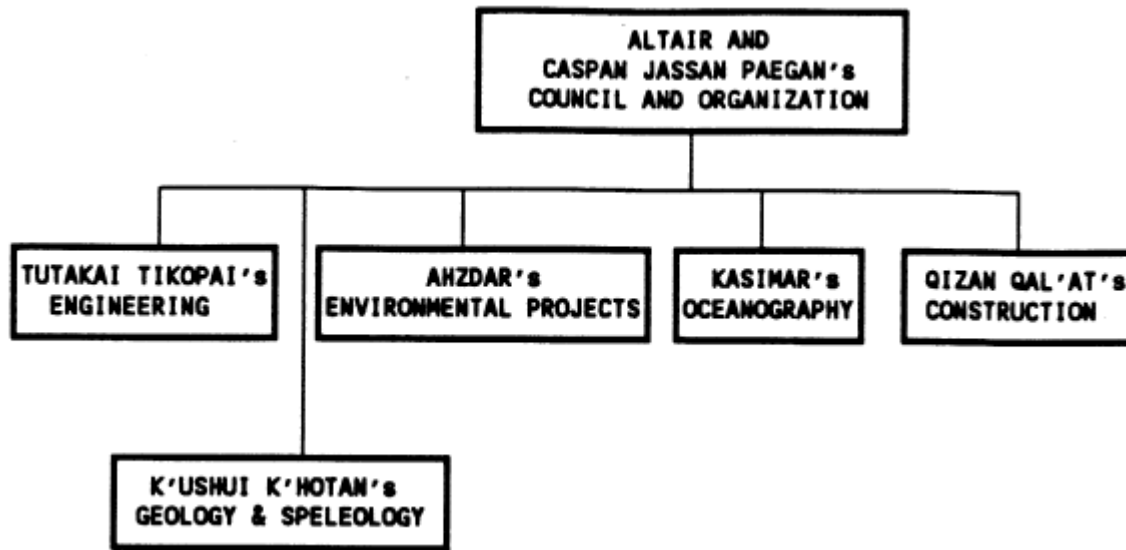 ALTAIR AND
CASPAN JASSAN PAEGAN's
COUNCIL AND ORGANIZATION
TUTAKAI TIKOPAI's
ENGINEERING
AHZDAR's
ENVIRONMENTAL PROJECTS
KASIMAR's
OCEANOGRAPHY
QIZAN QAL'AT's
CONSTRUCTION
K'USHUI K'HOTAN's
GEOLOGY & SPELEOLOGY